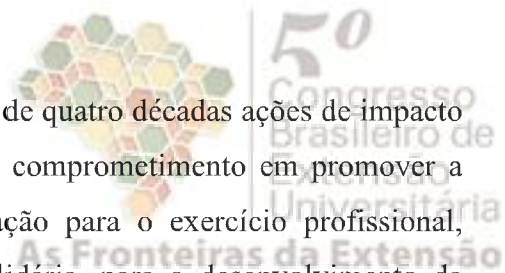 5º
Congresso
Brasileiro de
Extensão
Universitária
As Fronteiras da Extensão
de quatro décadas ações de impacto
comprometimento em promover a
ação para o exercício profissional,